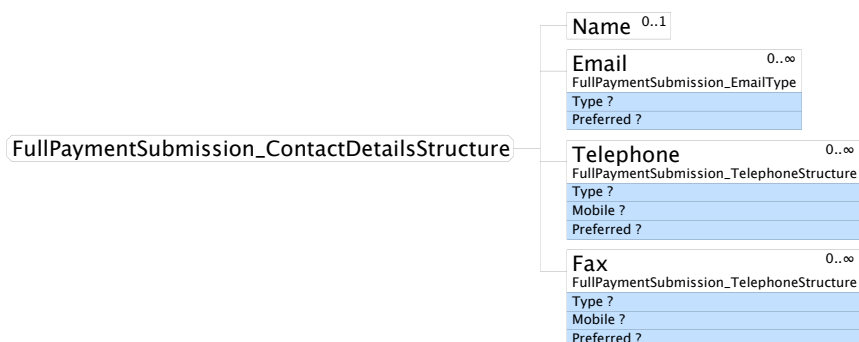 Name 0..1
Email 0..∞
FullPaymentSubmission_EmailType
Type ?
Preferred ?
FullPaymentSubmission_ContactDetailsStructure
Telephone 0..∞
FullPaymentSubmission_TelephoneStructure
Type ?
Mobile ?
Preferred ?
Fax 0..∞
FullPaymentSubmission_TelephoneStructure
Type ?
Mobile ?
Preferred ?